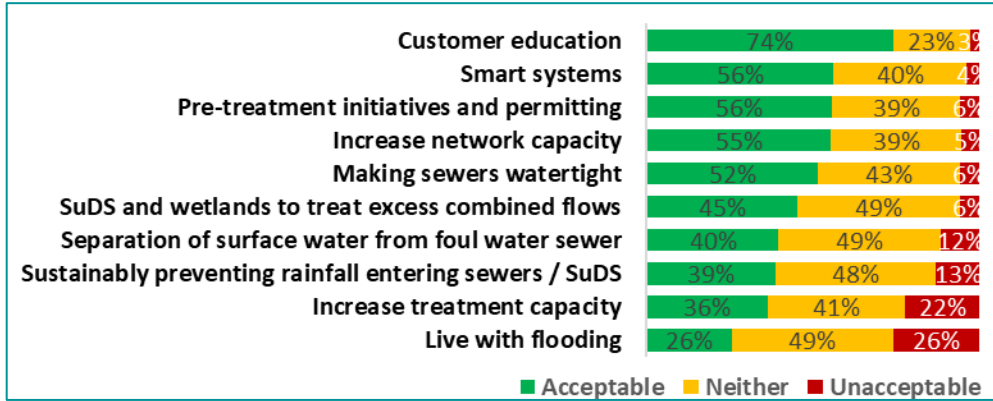 Customer education 74% 23% 3%
Smart systems 56% 40% 4%
Pre-treatment initiatives and permitting 56% 39% 6%
Increase network capacity 55% 39% 5%
Making sewers watertight 52% 43% 6%
SuDS and wetlands to treat excess combined flows 45% 49% 6%
Separation of surface water from foul water sewer 40% 49% 12%
Sustainably preventing rainfall entering sewers / SuDS 39% 48% 13%
Increase treatment capacity 36% 41% 22%
Live with flooding 26% 49% 26%
Acceptable Neither Unacceptable